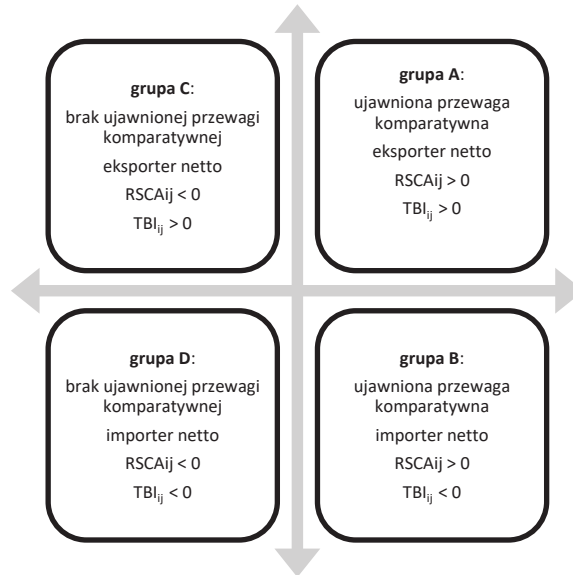 grupa C:
brak ujawnionej przewagi
komparatywnej
eksporter netto
RSCAij < 0
TBIij > 0
grupa A:
ujawniona przewaga
komparatywna
eksporter netto
RSCAij > 0
TBIij > 0
grupa D:
brak ujawnionej przewagi
komparatywnej
importer netto
RSCAij < 0
TBIij < 0
grupa B:
ujawniona przewaga
komparatywna
importer netto
RSCAij > 0
TBIij < 0